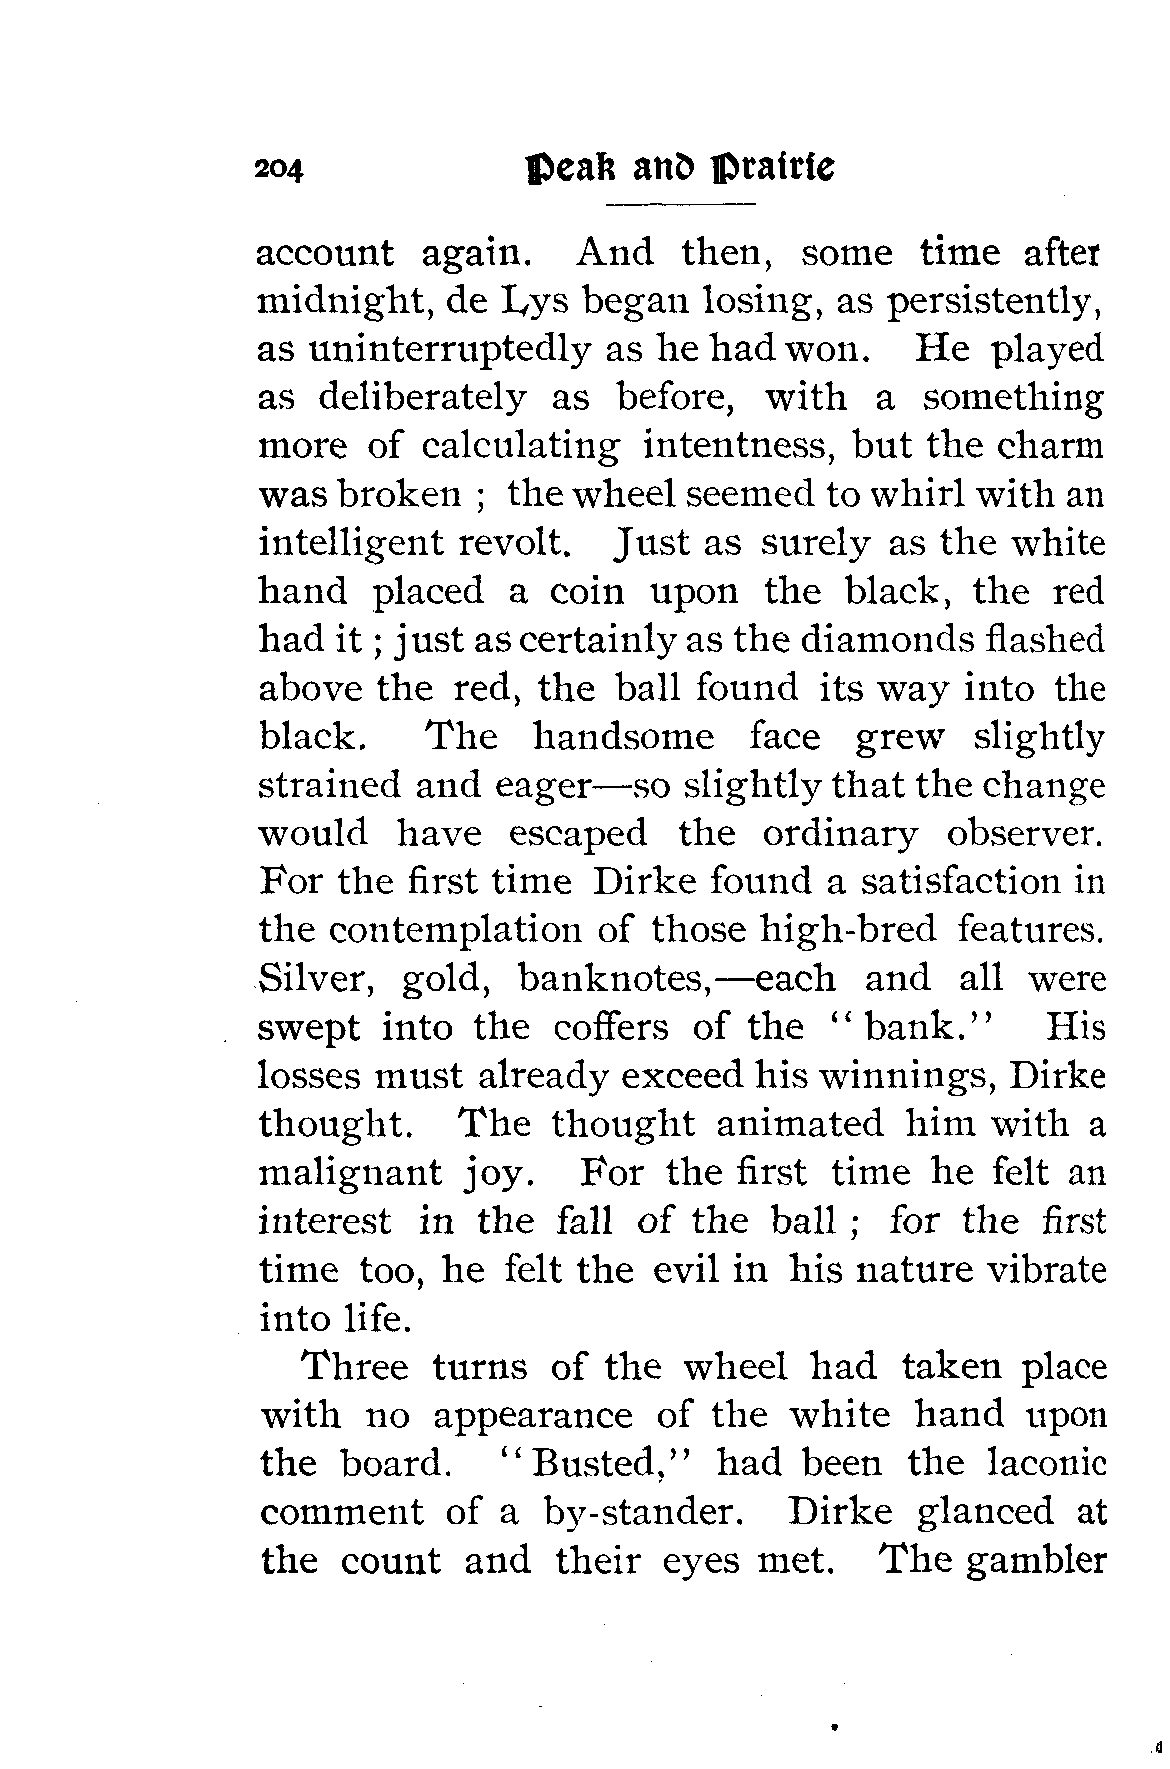 204 Peak and Prairie
account again. And then, some time after
midnight, de Lys began losing, as persistently,
as uninterruptedly as he had won. He played
as deliberately as before, with a something
more of calculating intentness, but the charm
was broken ; the wheel seemed to whirl with an
intelligent revolt. Just as surely as the white
hand placed a coin upon the black, the red
had it ; just as certainly as the diamonds flashed
above the red, the ball found its way into the
black. The handsome face grew slightly
strained and eager—so slightly that the change
would have escaped the ordinary observer.
For the first time Dirke found a satisfaction in
the contemplation of those high-bred features.
Silver, gold, banknotes,—each and all were
swept into the coffers of the “ bank.” His
losses must already exceed his winnings, Dirke
thought. The thought animated him with a
malignant joy. For the first time he felt an
interest in the fall of the ball ; for the first
time too, he felt the evil in his nature vibrate
into life.
Three turns of the wheel had taken place
with no appearance of the white hand upon
the board. “ Busted,” had been the laconic
comment of a by-stander. Dirke glanced at
the count and their eyes met. The gambler